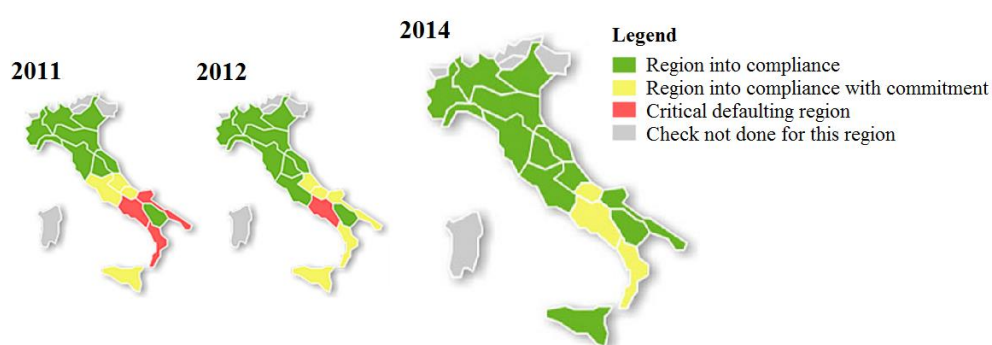 2011
2012
2014
Legend
Region into compliance
Region into compliance with commitment
Critical defaulting region
Check not done for this region